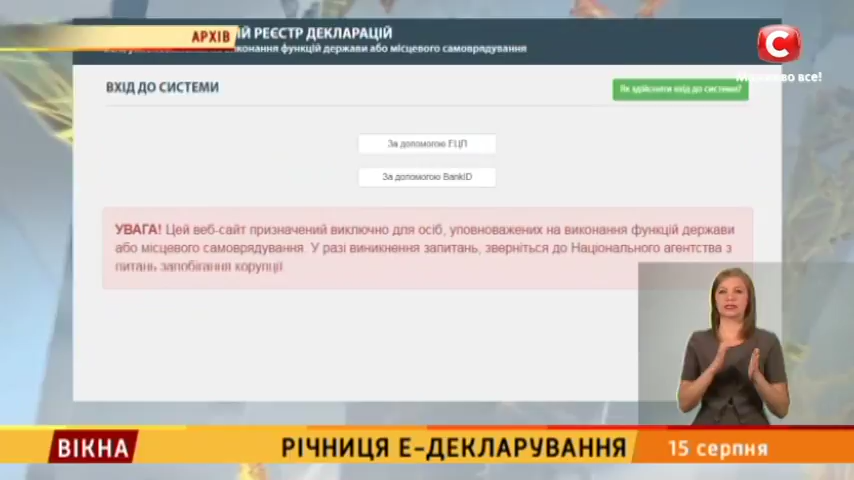 АРХІВ
РЕЄСТР ДЕКЛАРАЦІЙ
виконання функцій держави або місцевого самоврядування
С
ВХІД ДО СИСТЕМИ
Як здійснити вхід до системи?
все!
За допомогою ЕЦП
За допомогою BankID
УВАГА! Цей веб-сайт призначений виключно для осіб, уповноважених на виконання функцій держави
або місцевого самоврядування. У разі виникнення запитань, зверніться до Національного агентства з
питань запобігання корупції
ВІКНА
РІЧНИЦЯ Е-ДЕКЛАРУВАННЯ
15 серпня